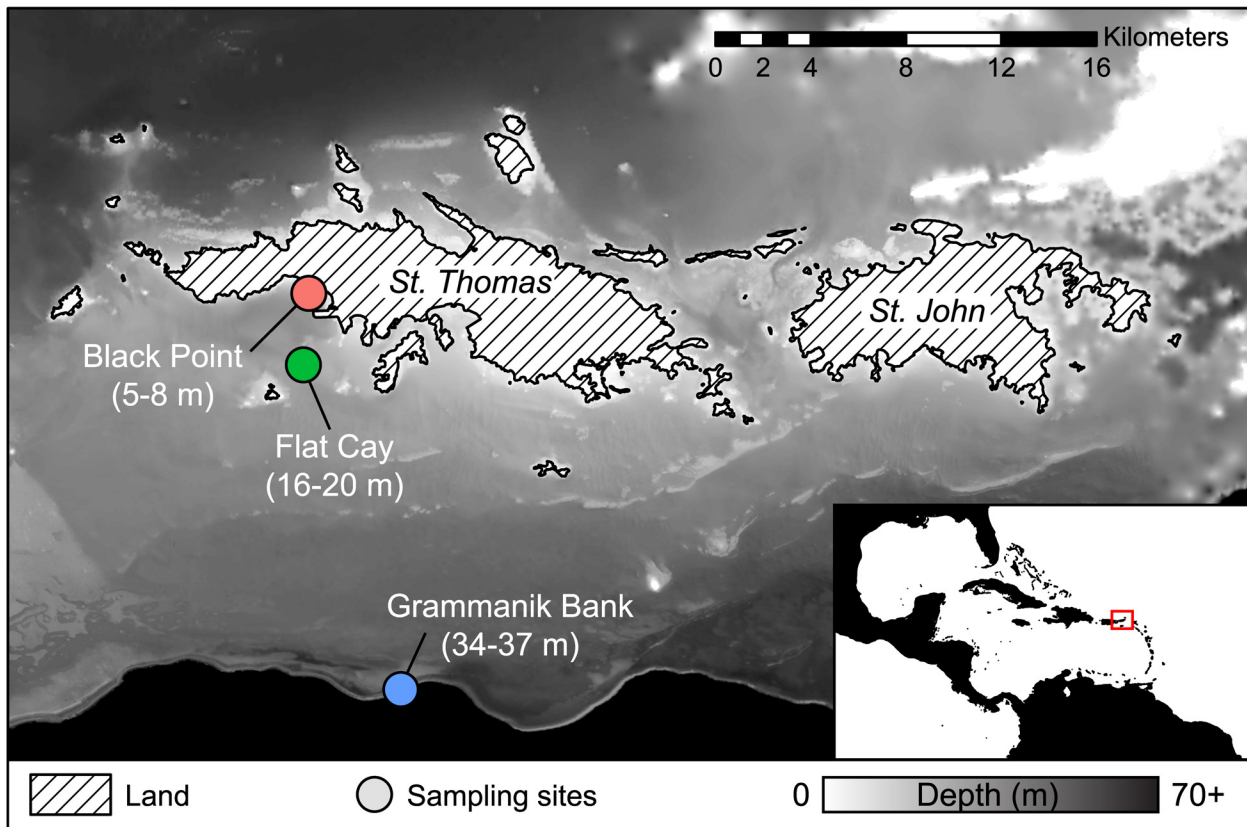 Kilometers
0 2 4 8 12 16
St. Thomas
St. John
Black Point
(5-8 m)
Flat Cay
(16-20 m)
Grammanik Bank
(34-37 m)
Land
Sampling sites
0 Depth (m) 70+